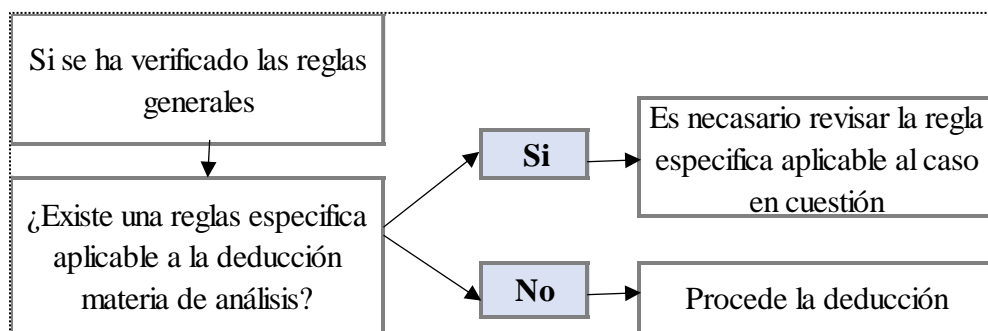 Si se ha verificado las reglas
generales
¿Existe una reglas especifica
aplicable a la deducción
materia de análisis?
Si
Es necasario revisar la regla
especifica aplicable al caso
en cuestión
No
Procede la deducción